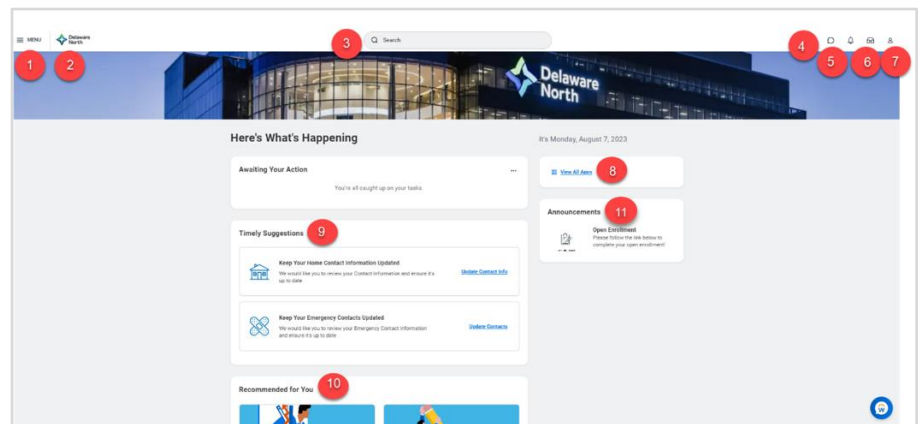 MENU
Delaware
North
Search
1
2
3
4
5
6
7
Delaware
North
Here's What's Happening
It's Monday, August 7, 2023
Awaiting Your Action
You're all caught up on your tasks.
View All Apps
8
Announcements
11
Open Enrollment
Please follow the link below to
complete your open enrollment!
Timely Suggestions
9
Keep Your Home Contact Information Updated
We would like you to review your Contact Information and ensure it's
up to date
Update Contact Info
Keep Your Emergency Contacts Updated
We would like you to review your Emergency Contact Information
and ensure it's up to date
Update Contacts
Recommended for You
10
W